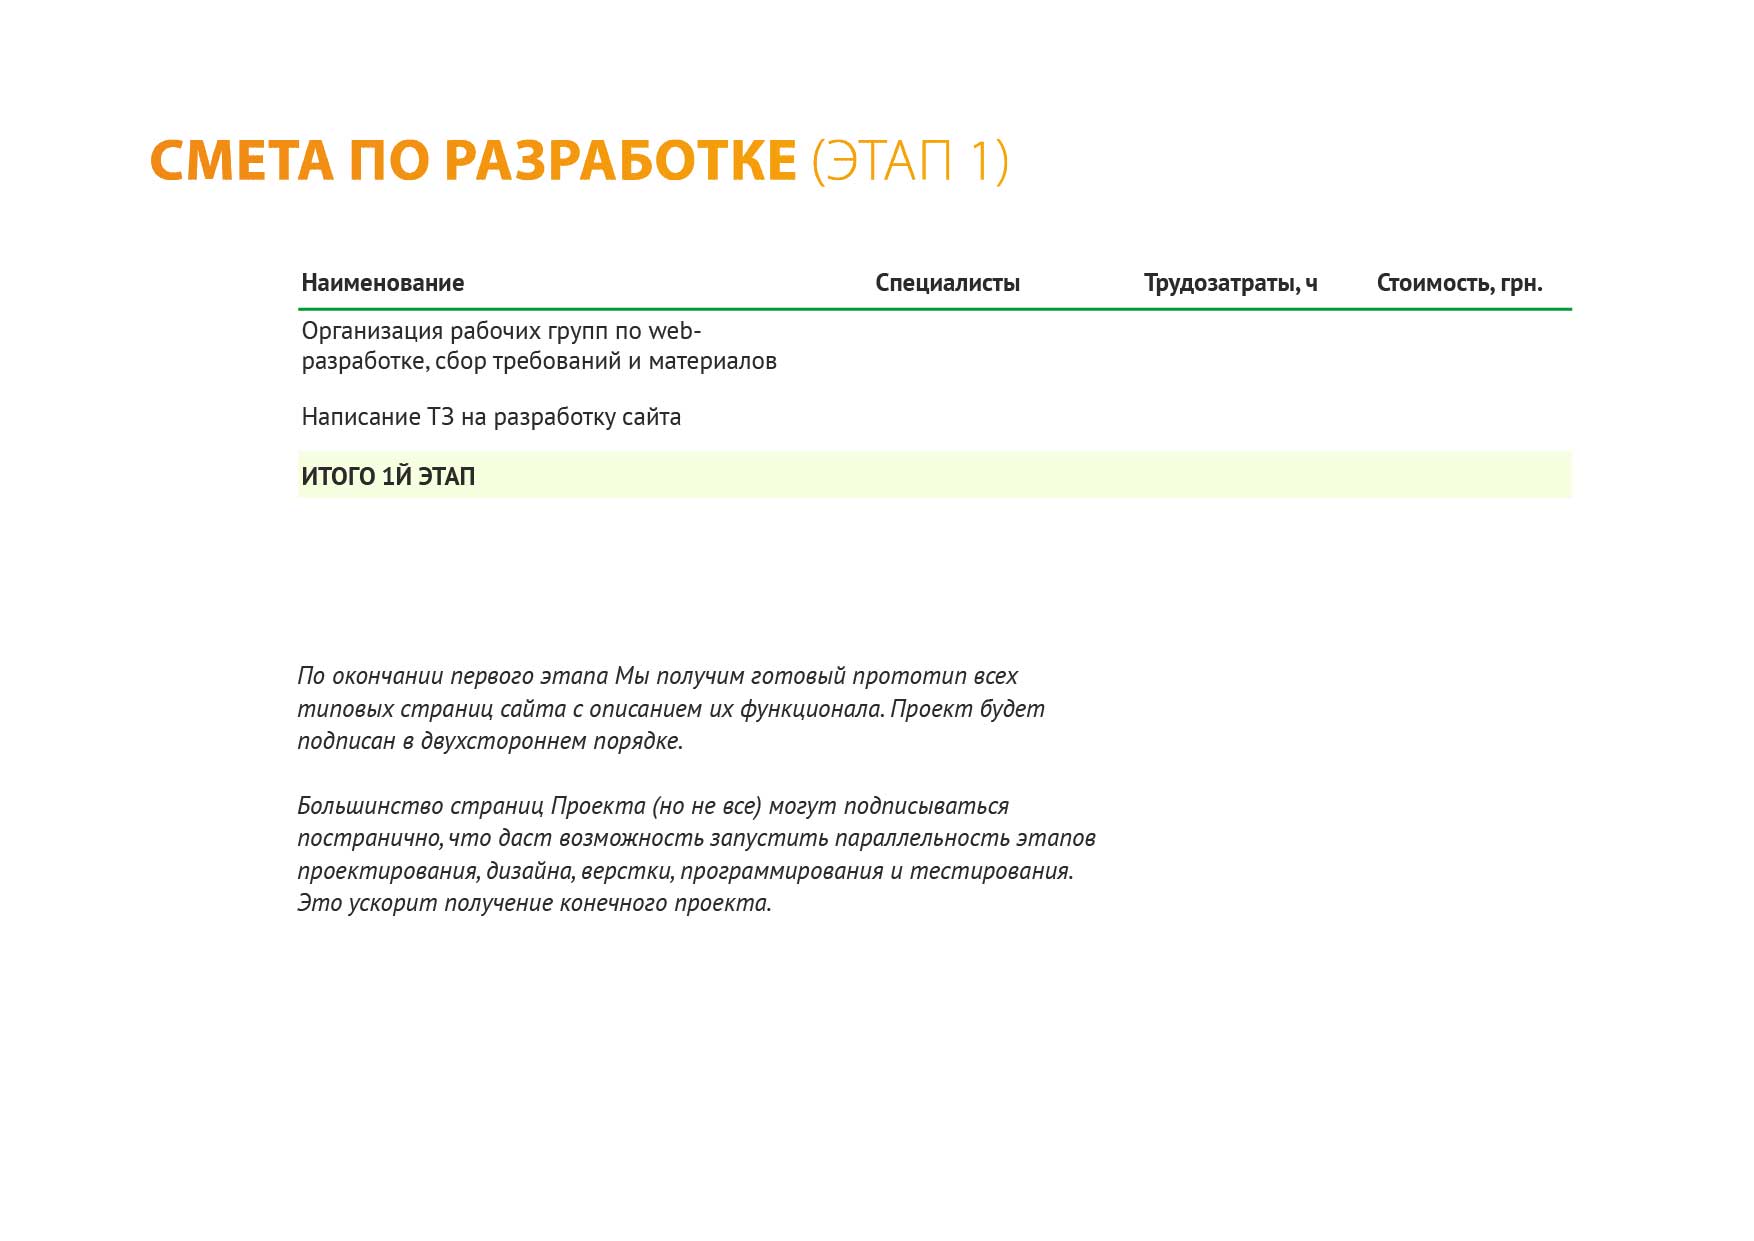 СМЕТА ПО РАЗРАБОТКЕ (ЭТАП 1)
Наименование Специалисты Трудозатраты, ч Стоимость, грн.
Организация рабочих групп по web-
разработке, сбор требований и материалов
Написание ТЗ на разработку сайта
ИТОГО 1Й ЭТАП
По окончании первого этапа Мы получим готовый прототип всех
типовых страниц сайта с описанием их функционала. Проект будет
подписан в двухстороннем порядке.
Большинство страниц Проекта (но не все) могут подписываться
постранично, что даст возможность запустить параллельность этапов
проектирования, дизайна, верстки, программирования и тестирования.
Это ускорит получение конечного проекта.